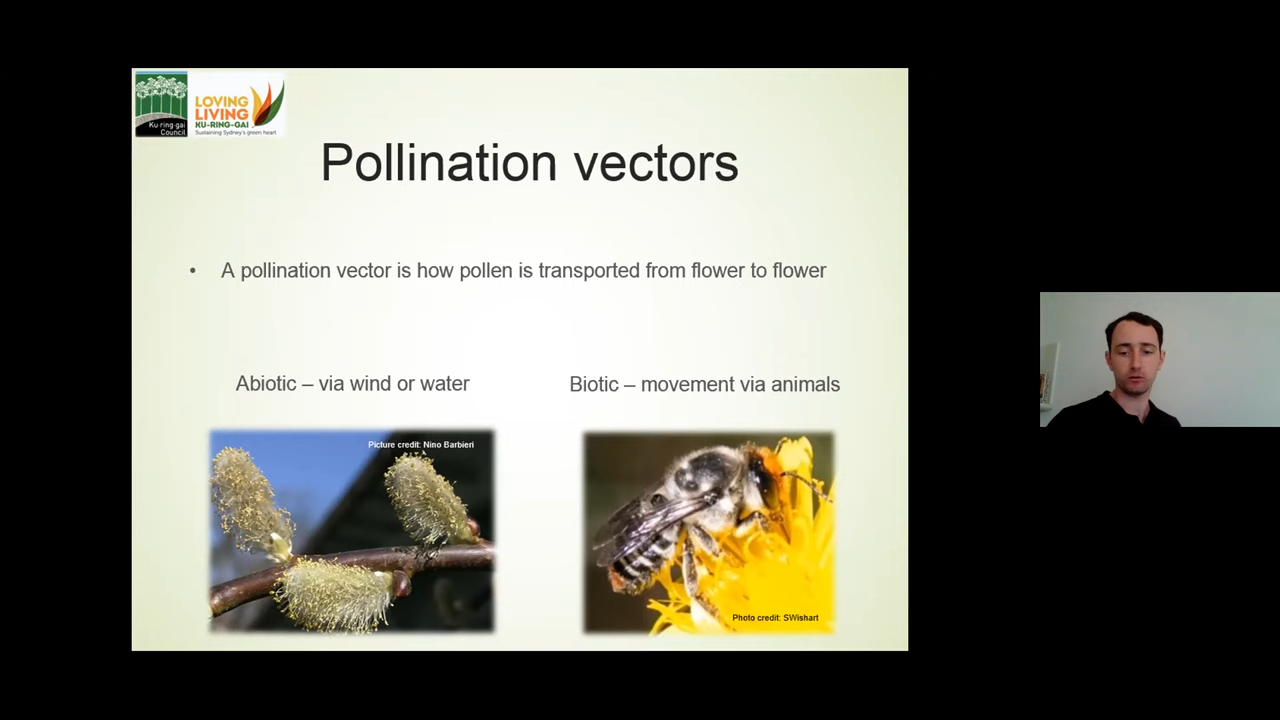 Ku-ring-gai
Council
LOVING
LIVING
KU-RING-GAI
Sustaining Sydney's green heart
Pollination vectors
• A pollination vector is how pollen is transported from flower to flower
Abiotic – via wind or water
Biotic – movement via animals
Picture credit: Nino Barbieri
Photo credit: SWishart